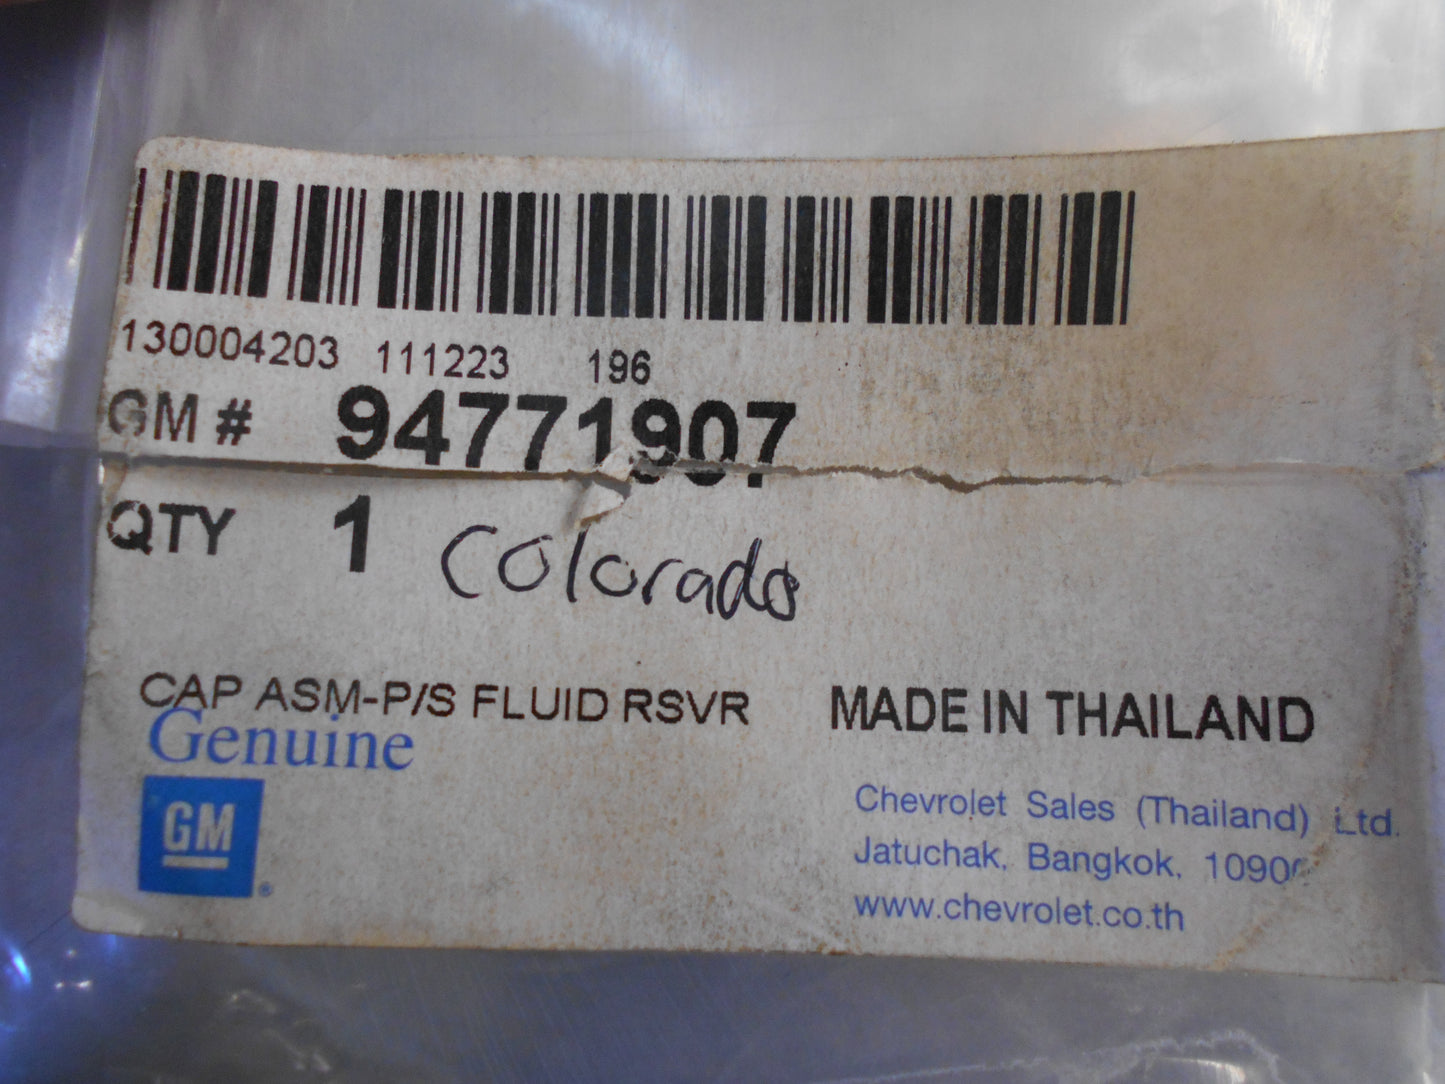 130004203 111223 196
GM # 94771907
QTY 1 Colorado
CAP ASM-P/S FLUID RSVR MADE IN THAILAND
Genuine
GM ®
Chevrolet Sales (Thailand) Ltd.
Jatuchak, Bangkok, 10900
www.chevrolet.co.th